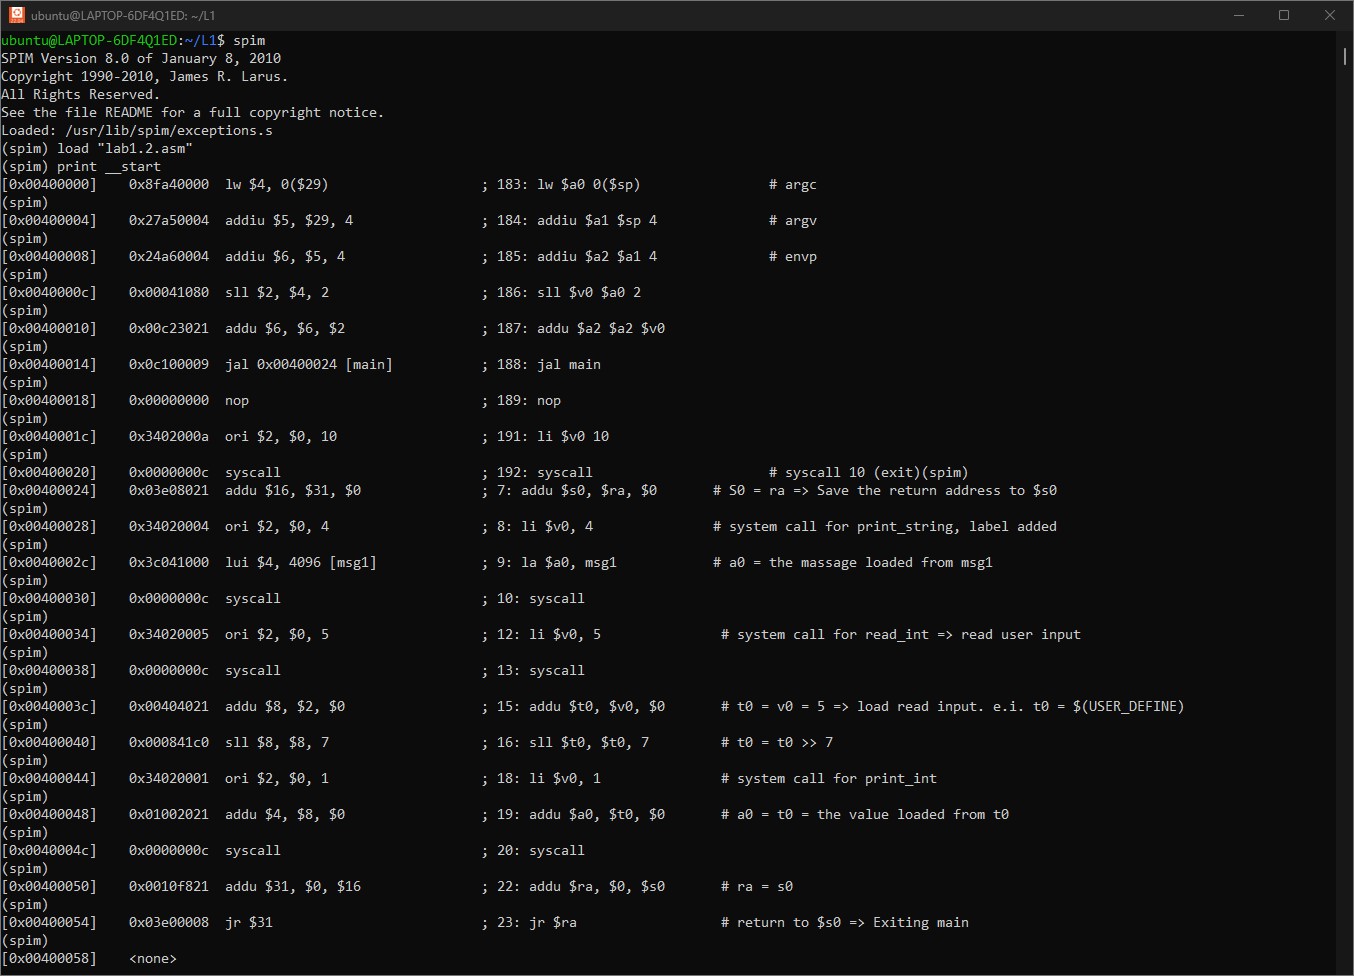 ubuntu@LAPTOP-6DF4Q1ED: ~/L1
ubuntu@LAPTOP-6DF4Q1ED:~/L1$ spim
SPIM Version 8.0 of January 8, 2010
Copyright 1990-2010, James R. Larus.
All Rights Reserved.
See the file README for a full copyright notice.
Loaded: /usr/lib/spim/exceptions.s
(spim) load "lab1.2.asm"
(spim) print __start
[0x00400000]    0x8fa40000  lw $4, 0($29)                   ; 183: lw $a0 0($sp)                # argc
(spim)
[0x00400004]    0x27a50004  addiu $5, $29, 4                ; 184: addiu $a1 $sp 4              # argv
(spim)
[0x00400008]    0x24a60004  addiu $6, $5, 4                 ; 185: addiu $a2 $a1 4              # envp
(spim)
[0x0040000c]    0x00041080  sll $2, $4, 2                   ; 186: sll $v0 $a0 2
(spim)
[0x00400010]    0x00c23021  addu $6, $6, $2                 ; 187: addu $a2 $a2 $v0
(spim)
[0x00400014]    0x0c100009  jal 0x00400024 [main]           ; 188: jal main
(spim)
[0x00400018]    0x00000000  nop                             ; 189: nop
(spim)
[0x0040001c]    0x3402000a  ori $2, $0, 10                  ; 191: li $v0 10
(spim)
[0x00400020]    0x0000000c  syscall                         ; 192: syscall                      # syscall 10 (exit)(spim)
[0x00400024]    0x03e08021  addu $16, $31, $0               ; 7: addu $s0, $ra, $0       # S0 = ra => Save the return address to $s0
(spim)
[0x00400028]    0x34020004  ori $2, $0, 4                   ; 8: li $v0, 4               # system call for print_string, label added
(spim)
[0x0040002c]    0x3c041000  lui $4, 4096 [msg1]             ; 9: la $a0, msg1            # a0 = the massage loaded from msg1
(spim)
[0x00400030]    0x0000000c  syscall                         ; 10: syscall
(spim)
[0x00400034]    0x34020005  ori $2, $0, 5                   ; 12: li $v0, 5               # system call for read_int => read user input
(spim)
[0x00400038]    0x0000000c  syscall                         ; 13: syscall
(spim)
[0x0040003c]    0x00404021  addu $8, $2, $0                 ; 15: addu $t0, $v0, $0       # t0 = v0 = 5 => load read input. e.i. t0 = $(USER_DEFINE)
(spim)
[0x00400040]    0x000841c0  sll $8, $8, 7                   ; 16: sll $t0, $t0, 7         # t0 = t0 >> 7
(spim)
[0x00400044]    0x34020001  ori $2, $0, 1                   ; 18: li $v0, 1               # system call for print_int
(spim)
[0x00400048]    0x01002021  addu $4, $8, $0                 ; 19: addu $a0, $t0, $0       # a0 = t0 = the value loaded from t0
(spim)
[0x0040004c]    0x0000000c  syscall                         ; 20: syscall
(spim)
[0x00400050]    0x0010f821  addu $31, $0, $16               ; 22: addu $ra, $0, $s0       # ra = s0
(spim)
[0x00400054]    0x03e00008  jr $31                          ; 23: jr $ra                  # return to $s0 => Exiting main
(spim)
[0x00400058]    <none>